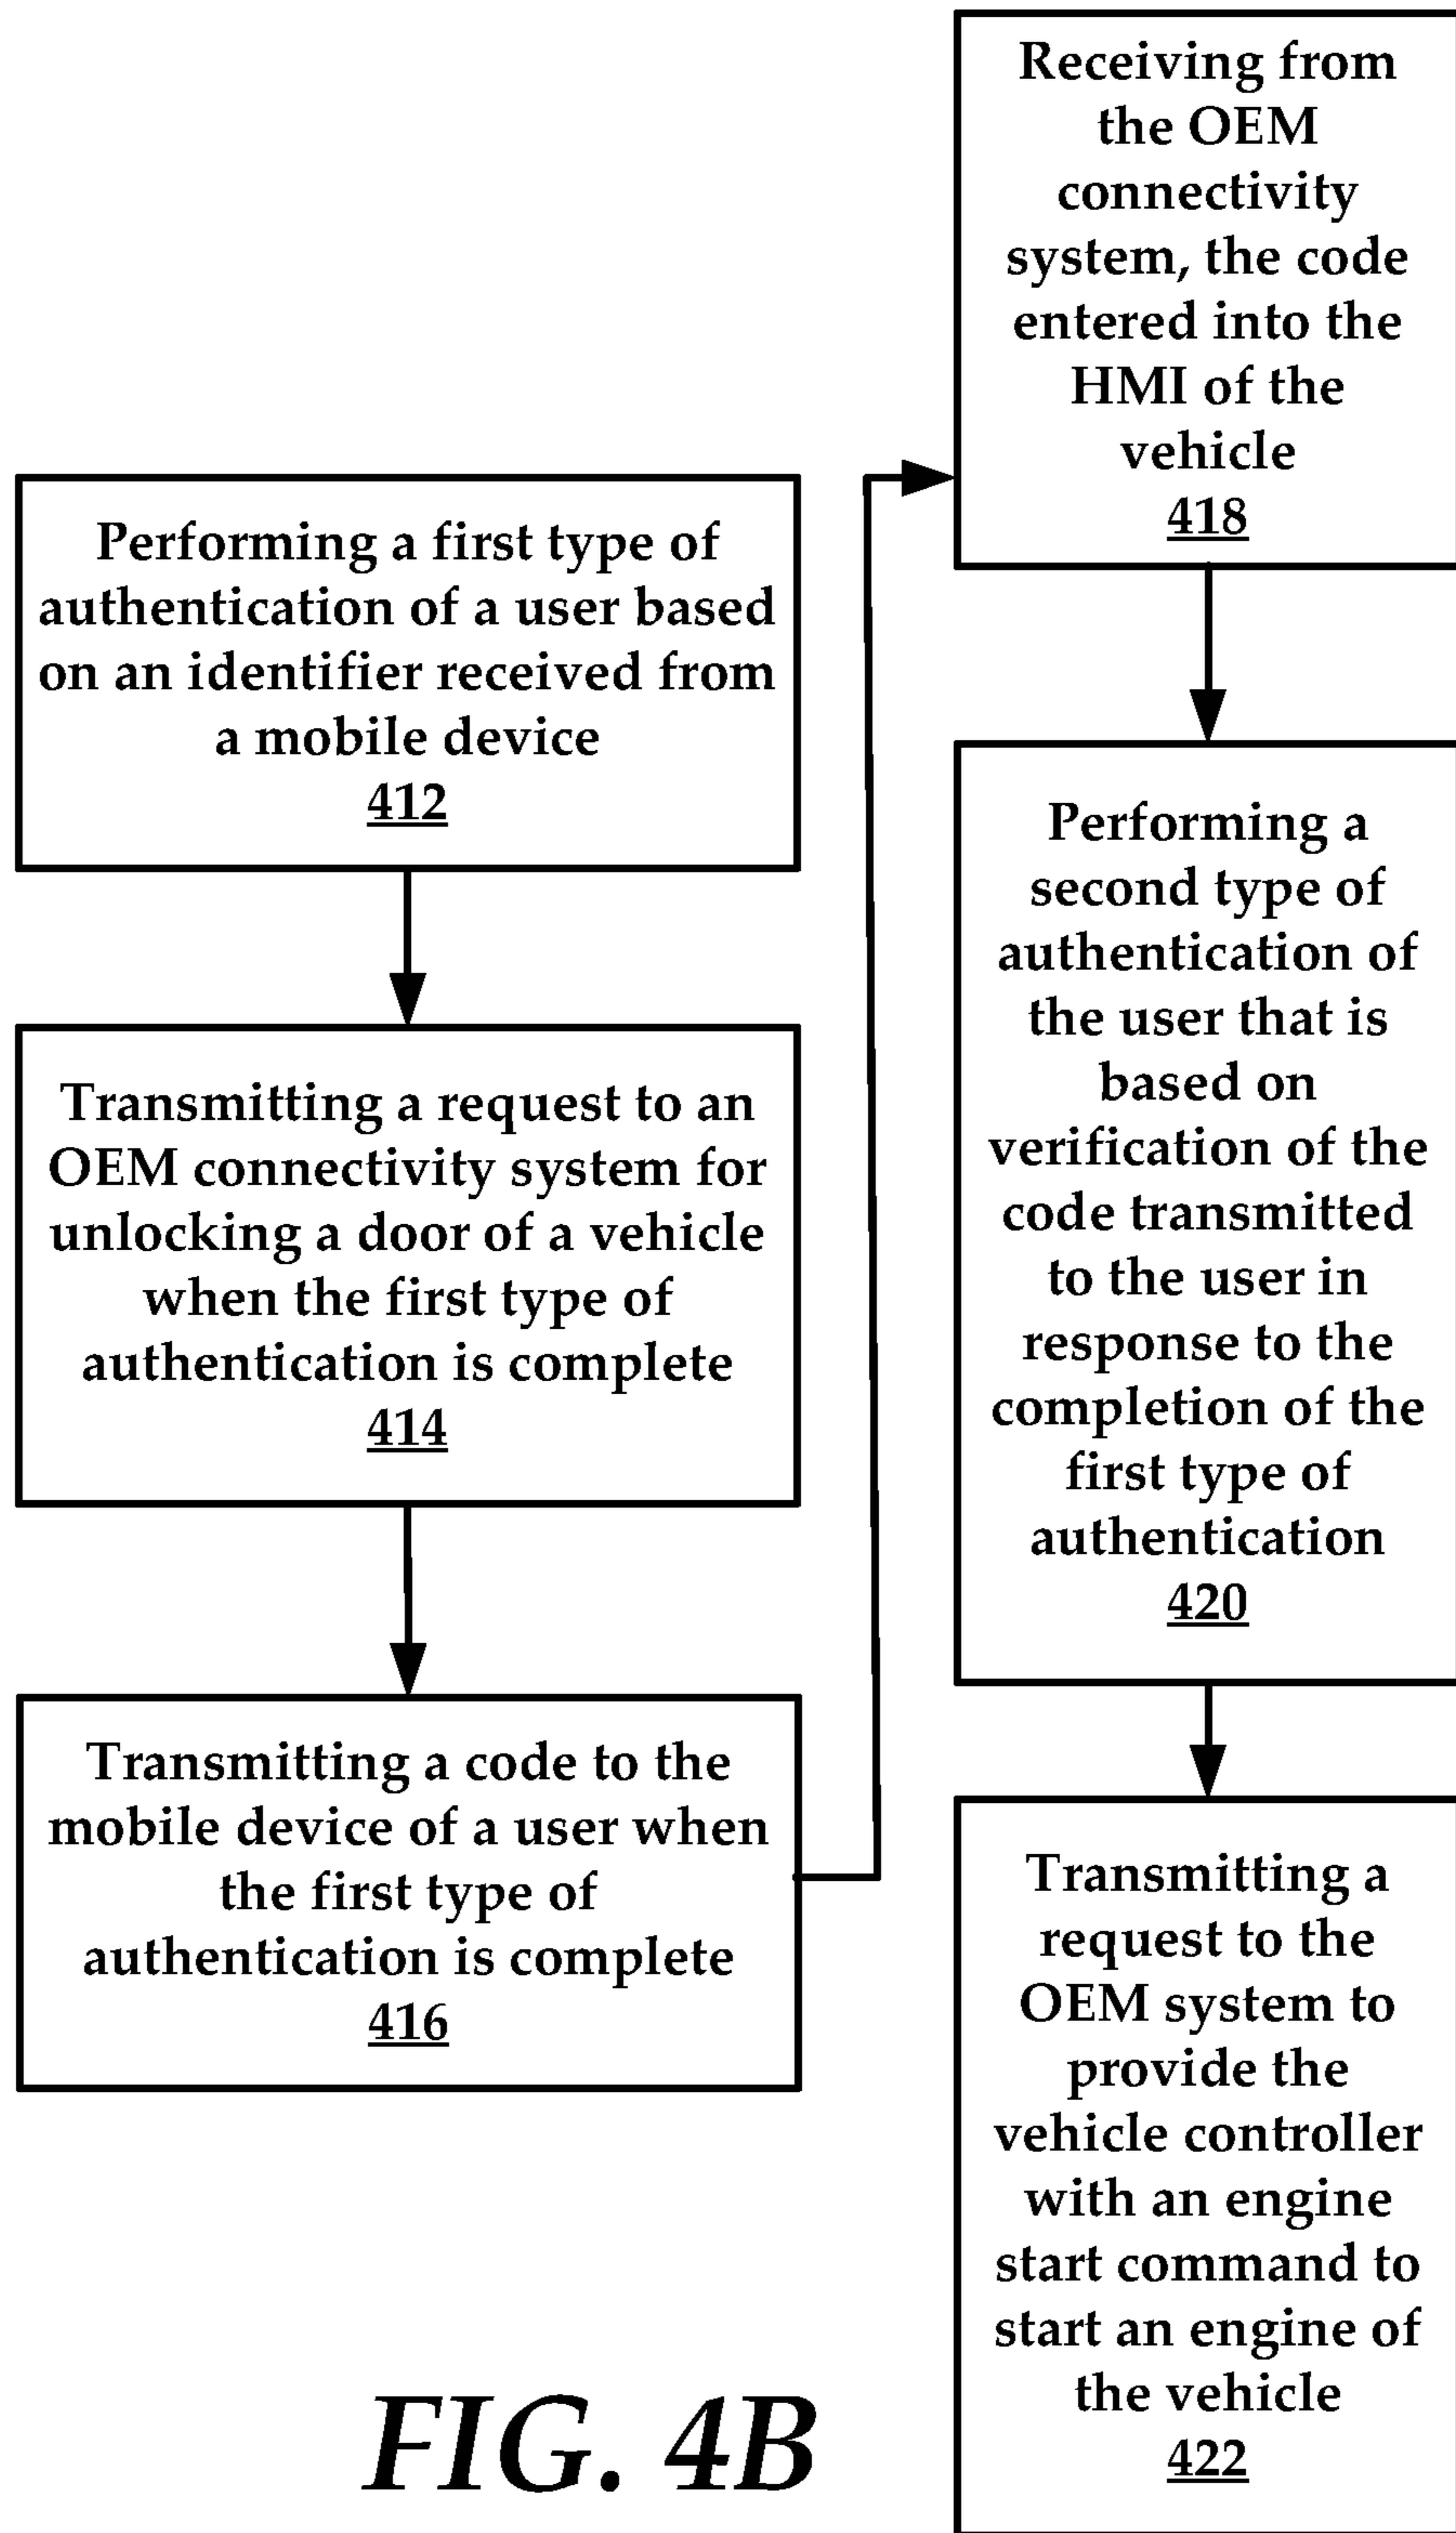 Performing a first type of
authentication of a user based
on an identifier received from
a mobile device
412
Transmitting a request to an
OEM connectivity system for
unlocking a door of a vehicle
when the first type of
authentication is complete
414
Transmitting a code to the
mobile device of a user when
the first type of
authentication is complete
416
Receiving from
the OEM
connectivity
system, the code
entered into the
HMI of the
vehicle
418
Performing a
second type of
authentication of
the user that is
based on
verification of the
code transmitted
to the user in
response to the
completion of the
first type of
authentication
420
Transmitting a
request to the
OEM system to
provide the
vehicle controller
with an engine
start command to
start an engine of
the vehicle
422
FIG. 4B